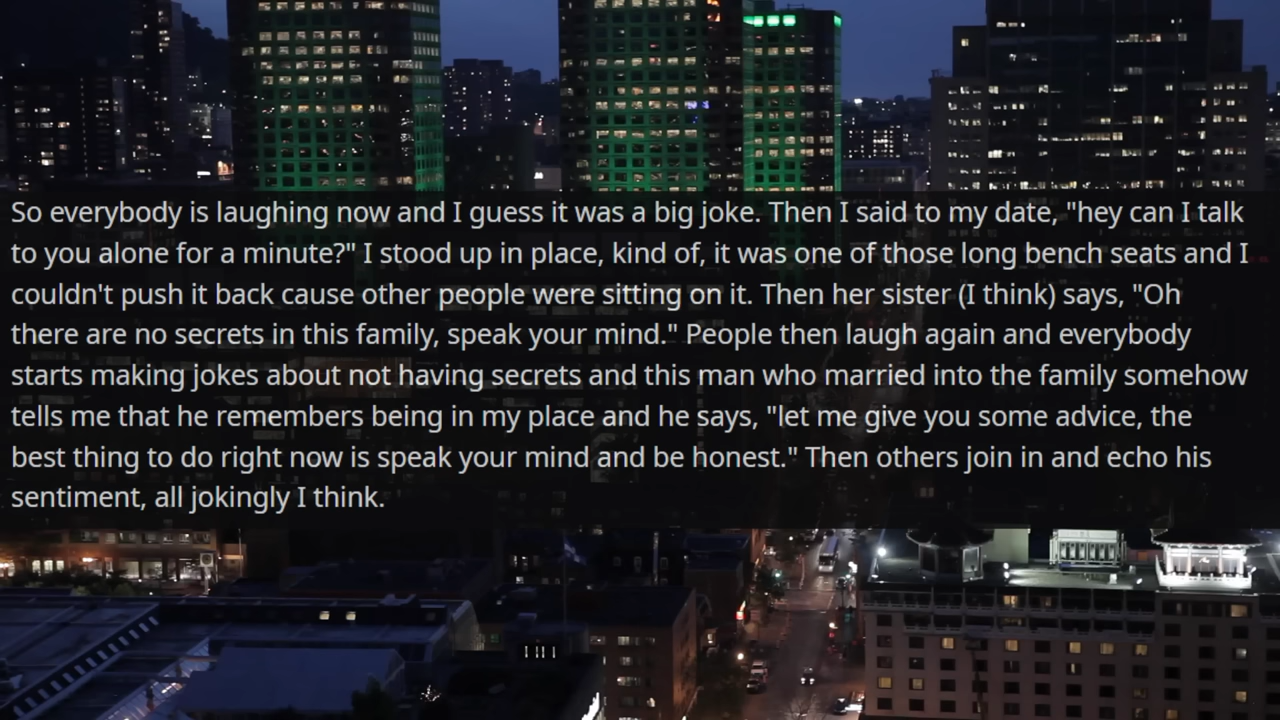 So everybody is laughing now and I guess it was a big joke. Then I said to my date, "hey can I talk
to you alone for a minute?" I stood up in place, kind of, it was one of those long bench seats and I
couldn't push it back cause other people were sitting on it. Then her sister (I think) says, "Oh
there are no secrets in this family, speak your mind." People then laugh again and everybody
starts making jokes about not having secrets and this man who married into the family somehow
tells me that he remembers being in my place and he says, "let me give you some advice, the
best thing to do right now is speak your mind and be honest." Then others join in and echo his
sentiment, all jokingly I think.